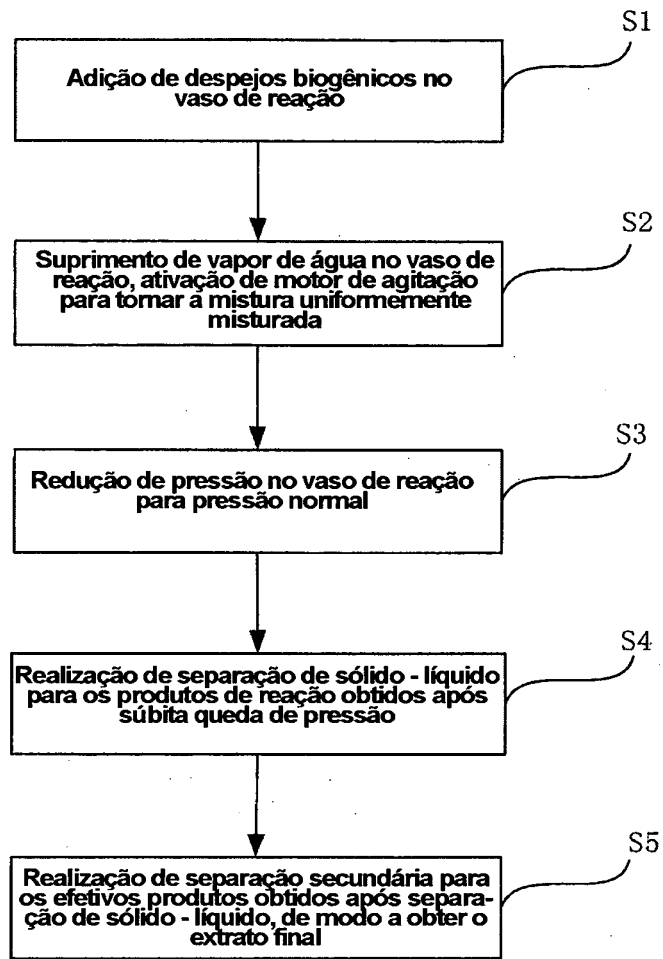 S1
Adição de despejos biogênicos no
vaso de reação
S2
Suprimento de vapor de água no vaso de
reação, ativação de motor de agitação
para tornar a mistura uniformemente
misturada
S3
Redução de pressão no vaso de reação
para pressão normal
S4
Realização de separação de sólido - líquido
para os produtos de reação obtidos após
súbita queda de pressão
S5
Realização de separação secundária para
os efetivos produtos obtidos após separa-
ção de sólido - líquido, de modo a obter o
extrato final